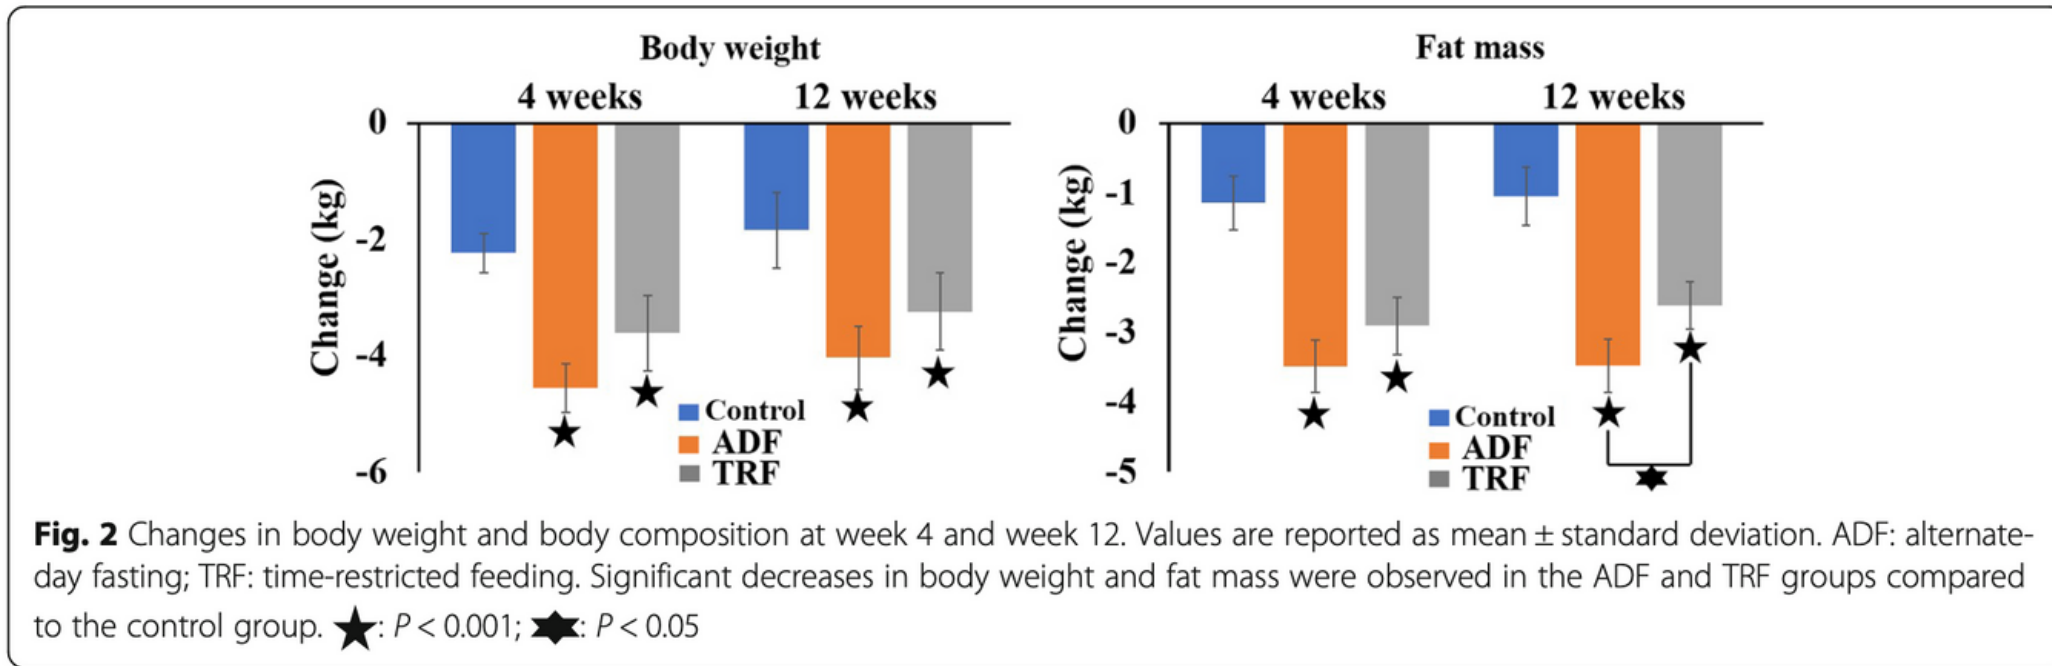 Body weight
4 weeks 12 weeks
0
-2
-4
-6
Change (kg)
Control
ADF
TRF
Fat mass
4 weeks 12 weeks
0
-1
-2
-3
-4
-5
Change (kg)
Control
ADF
TRF
Fig. 2 Changes in body weight and body composition at week 4 and week 12. Values are reported as mean ± standard deviation. ADF: alternate-
day fasting; TRF: time-restricted feeding. Significant decreases in body weight and fat mass were observed in the ADF and TRF groups compared
to the control group. ★: P < 0.001; ✶: P < 0.05